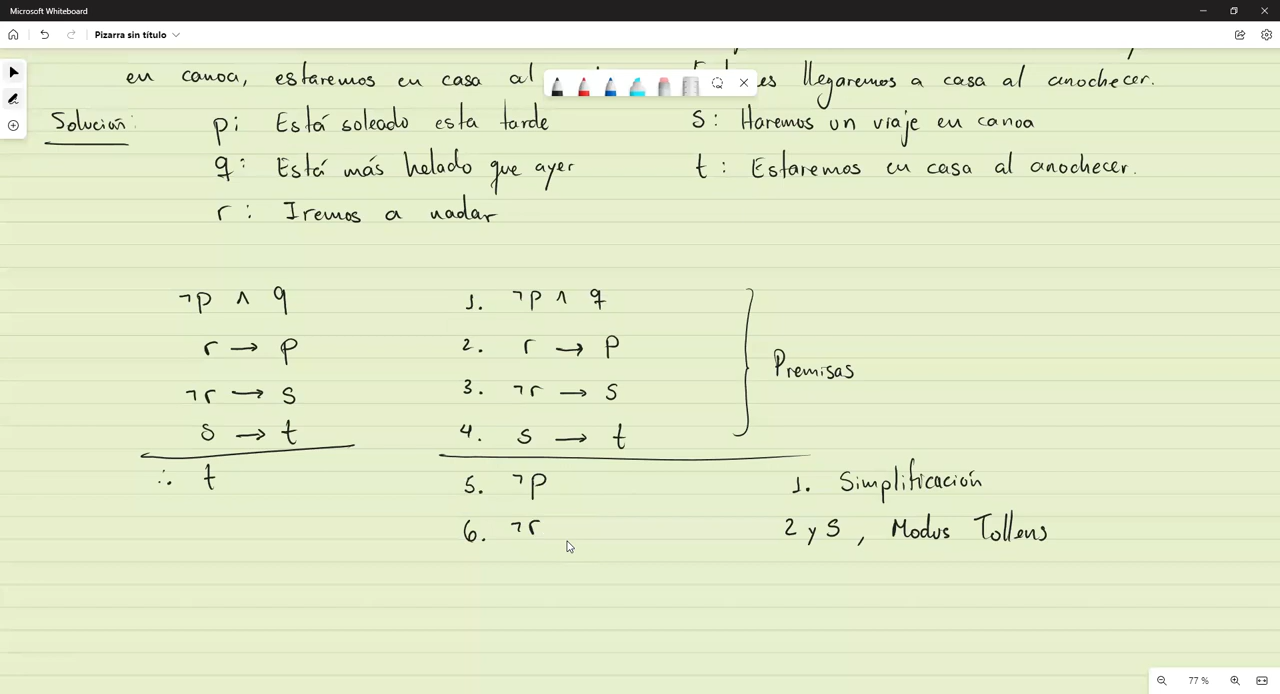 Microsoft Whiteboard
Pizarra sin título
en canoa, estaremos en casa al
llegaremos a casa al anochecer.
Solución:
p: Está soleado esta tarde
s: Haremos un viaje en canoa
q: Está más helado que ayer
t: Estaremos en casa al anochecer.
r: Iremos a nadar
¬p ∧ q
1. ¬p ∧ q
r → p
2. r → p
Premisas
¬r → s
3. ¬r → s
s → t
4. s → t
∴ t
5. ¬p
1. Simplificación
6. ¬r
2 y 5, Modus Tollens
77 %